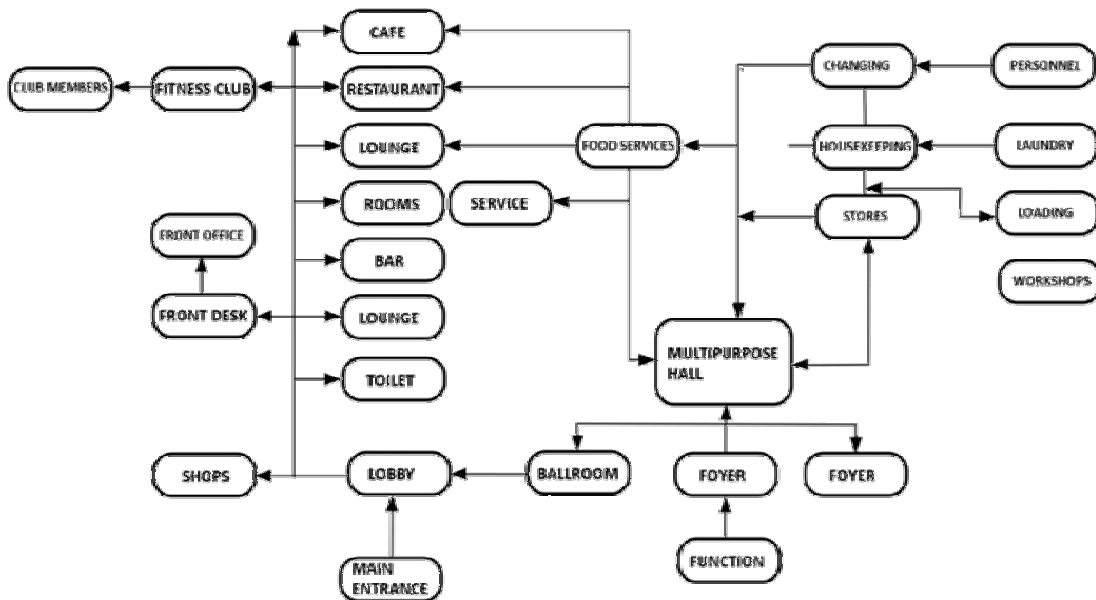 CAFE
CHANGING
PERSONNEL
CLUB MEMBERS
FITNESS CLUB
RESTAURANT
LOUNGE
FOOD SERVICES
HOUSEKEEPING
LAUNDRY
ROOMS
SERVICE
STORES
LOADING
FRONT OFFICE
BAR
WORKSHOPS
FRONT DESK
LOUNGE
MULTIPURPOSE
HALL
TOILET
SHOPS
LOBBY
BALLROOM
FOYER
FOYER
MAIN
ENTRANCE
FUNCTION